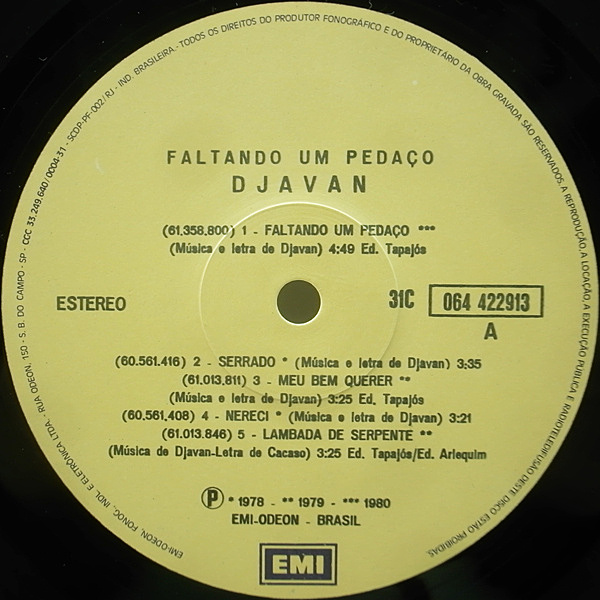 FALTANDO UM PEDAÇO
DJAVAN
(61,358,800) 1 - FALTANDO UM PEDAÇO ***
(Música e letra de Djavan) 4:49 Ed. Tapajós
ESTEREO
31C 064 422913
A
(60.561.416) 2 - SERRADO * (Música e letra de Djavan) 3:35
(61.013,811) 3 - MEU BEM QUERER **
(Música e letra de Djavan) 3:25 Ed. Tapajós
(60.561.408) 4 - NERECI * (Música e letra de Djavan) 3:21
(61.013.846) 5 - LAMBADA DE SERPENTE **
(Música de Djavan-Letra de Cacaso) 3:25 Ed. Tapajós/Ed. Arlequim
Ⓟ * 1978 - ** 1979 - *** 1980
EMI-ODEON - BRASIL
EMI
EMI-ODEON, FONOG, INDL E ELETRÔNICA LTDA. - RUA ODEON, 150 - S. B. DO CAMPO - SP - CGC 33.249.640/0004-31 - SCDP-PF-002/RJ - IND. BRASILEIRA - TODOS OS DIREITOS DO PRODUTOR FONOGRÁFICO E DO PROPRIETÁRIO DA OBRA GRAVADA SÃO RESERVADOS. A REPRODUÇÃO, A LOCAÇÃO, A EXECUÇÃO PÚBLICA E RADIOTELEDIFUSÃO DESTE DISCO ESTÃO PROIBIDAS.